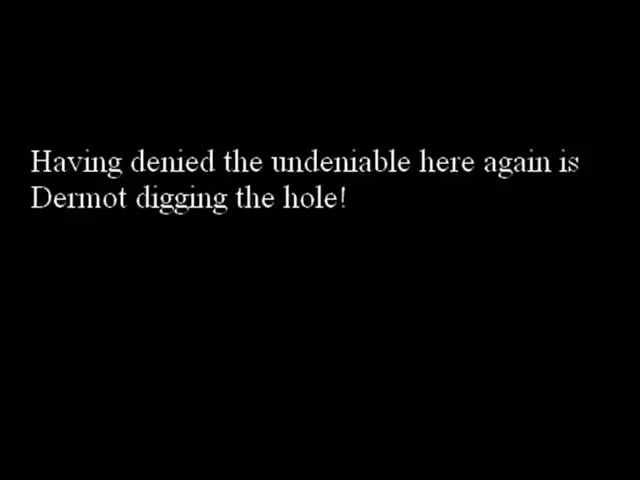 Having denied the undeniable here again is
Dermot digging the hole!